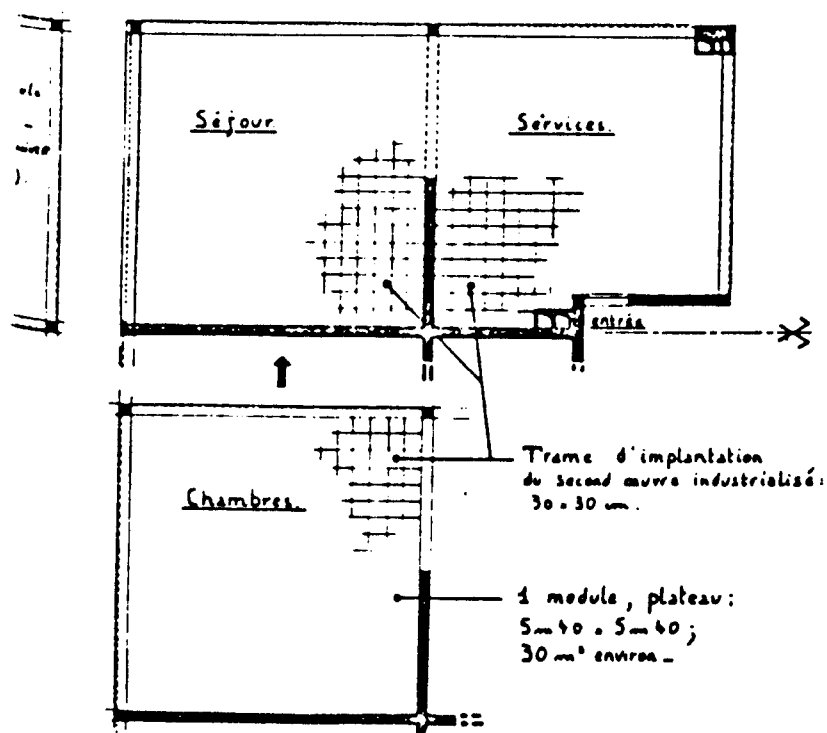 Séjour
Services.
entrée
Trame d'implantation
du second œuvre industrialisé:
30 x 30 cm.
Chambres.
1 module, plateau:
5m40 x 5m40;
30 m² environ _